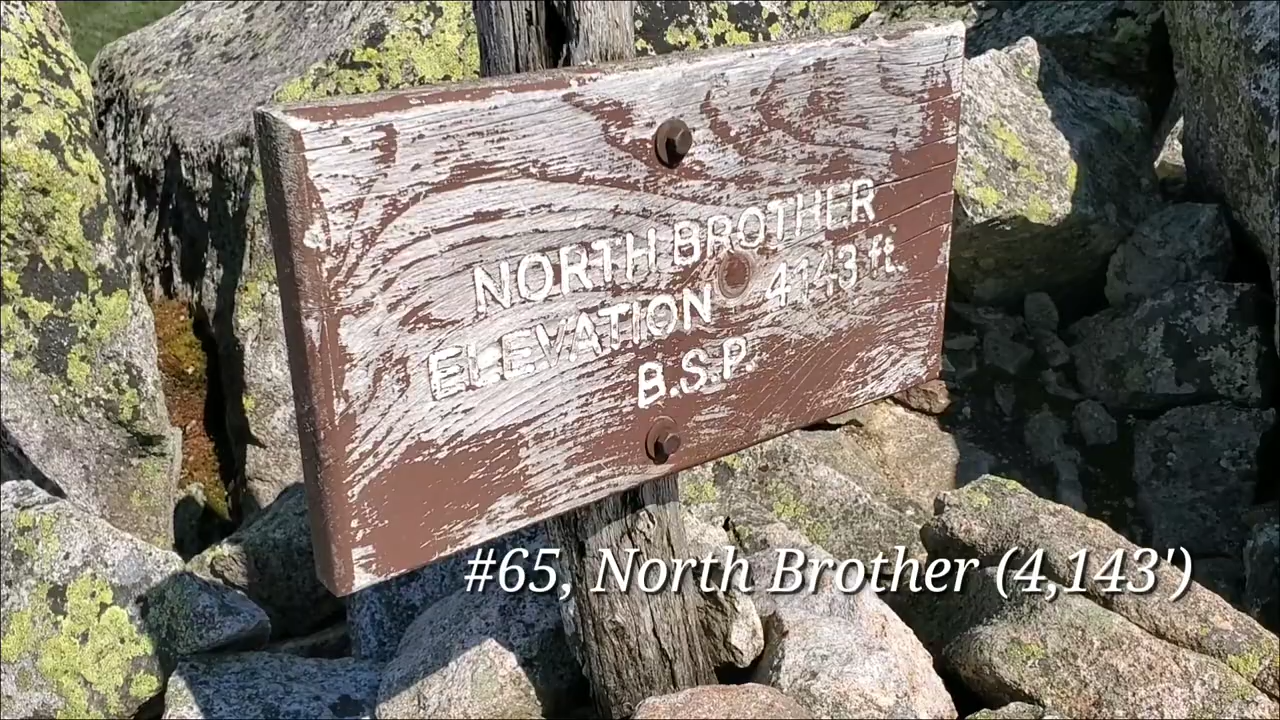 NORTH BROTHER
ELEVATION 4143 ft.
B.S.P.
#65, North Brother (4,143')